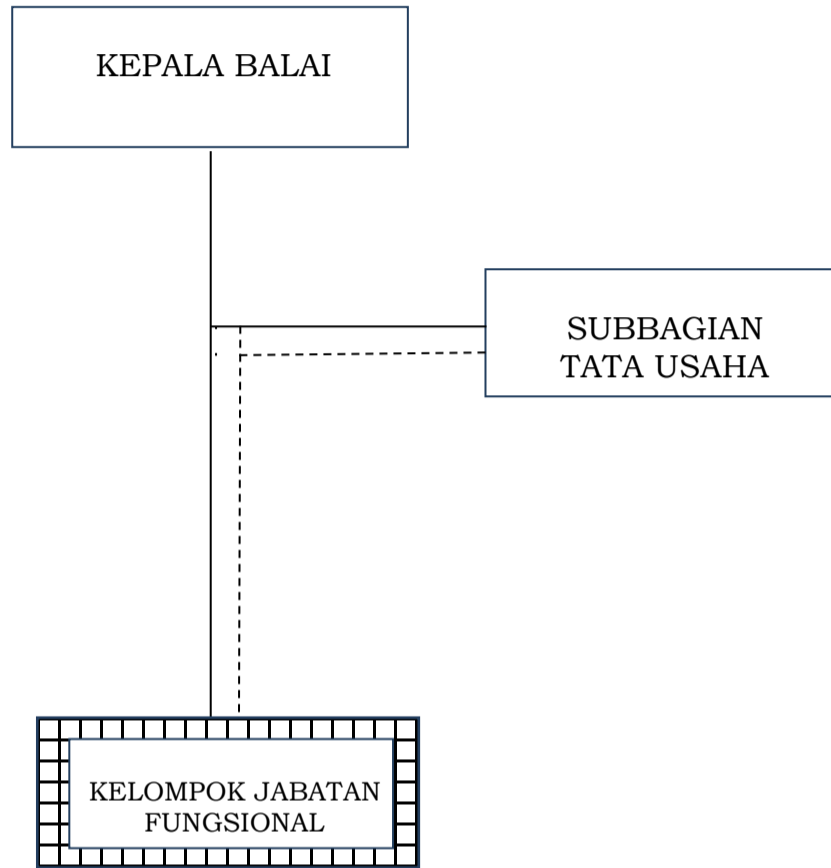 KEPALA BALAI
SUBBAGIAN
TATA USAHA
KELOMPOK JABATAN
FUNGSIONAL